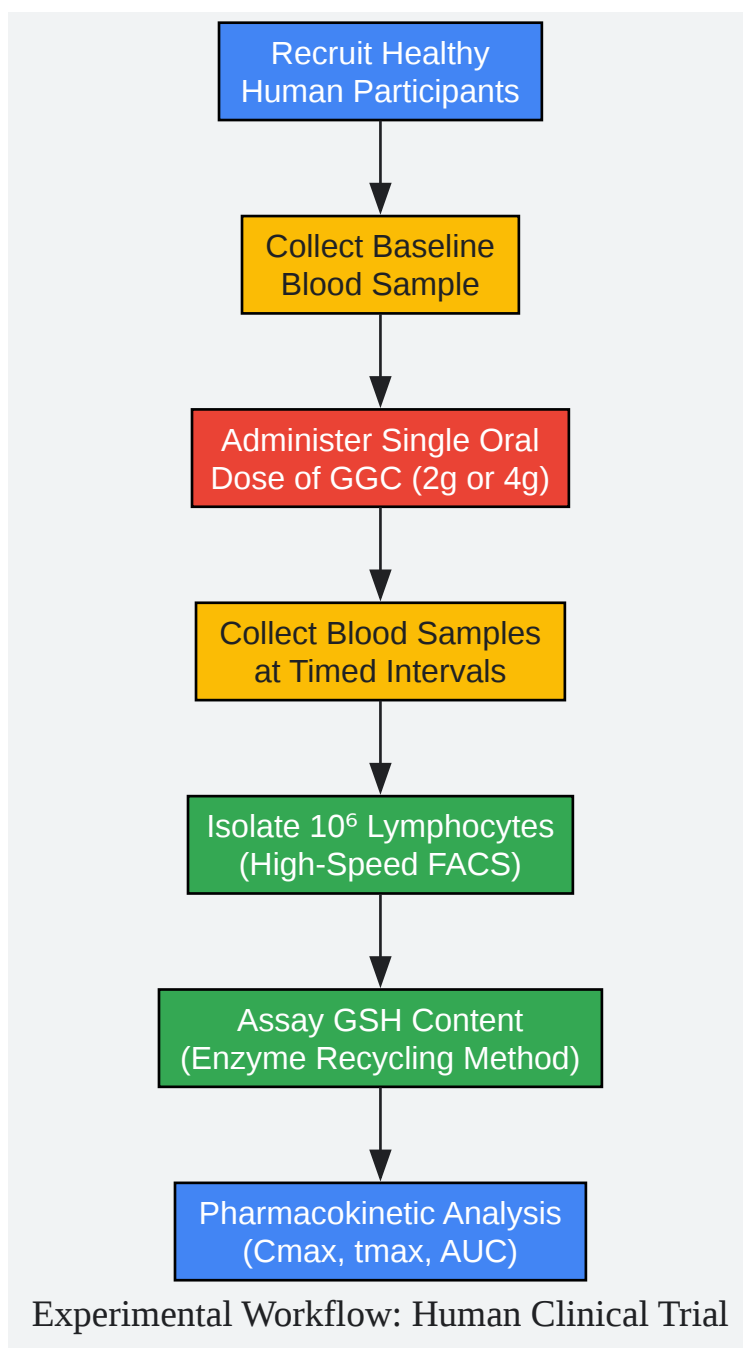 Recruit Healthy
Human Participants
Collect Baseline
Blood Sample
Administer Single Oral
Dose of GGC (2g or 4g)
Collect Blood Samples
at Timed Intervals
Isolate 10⁶ Lymphocytes
(High-Speed FACS)
Assay GSH Content
(Enzyme Recycling Method)
Pharmacokinetic Analysis
(Cmax, tmax, AUC)
Experimental Workflow: Human Clinical Trial